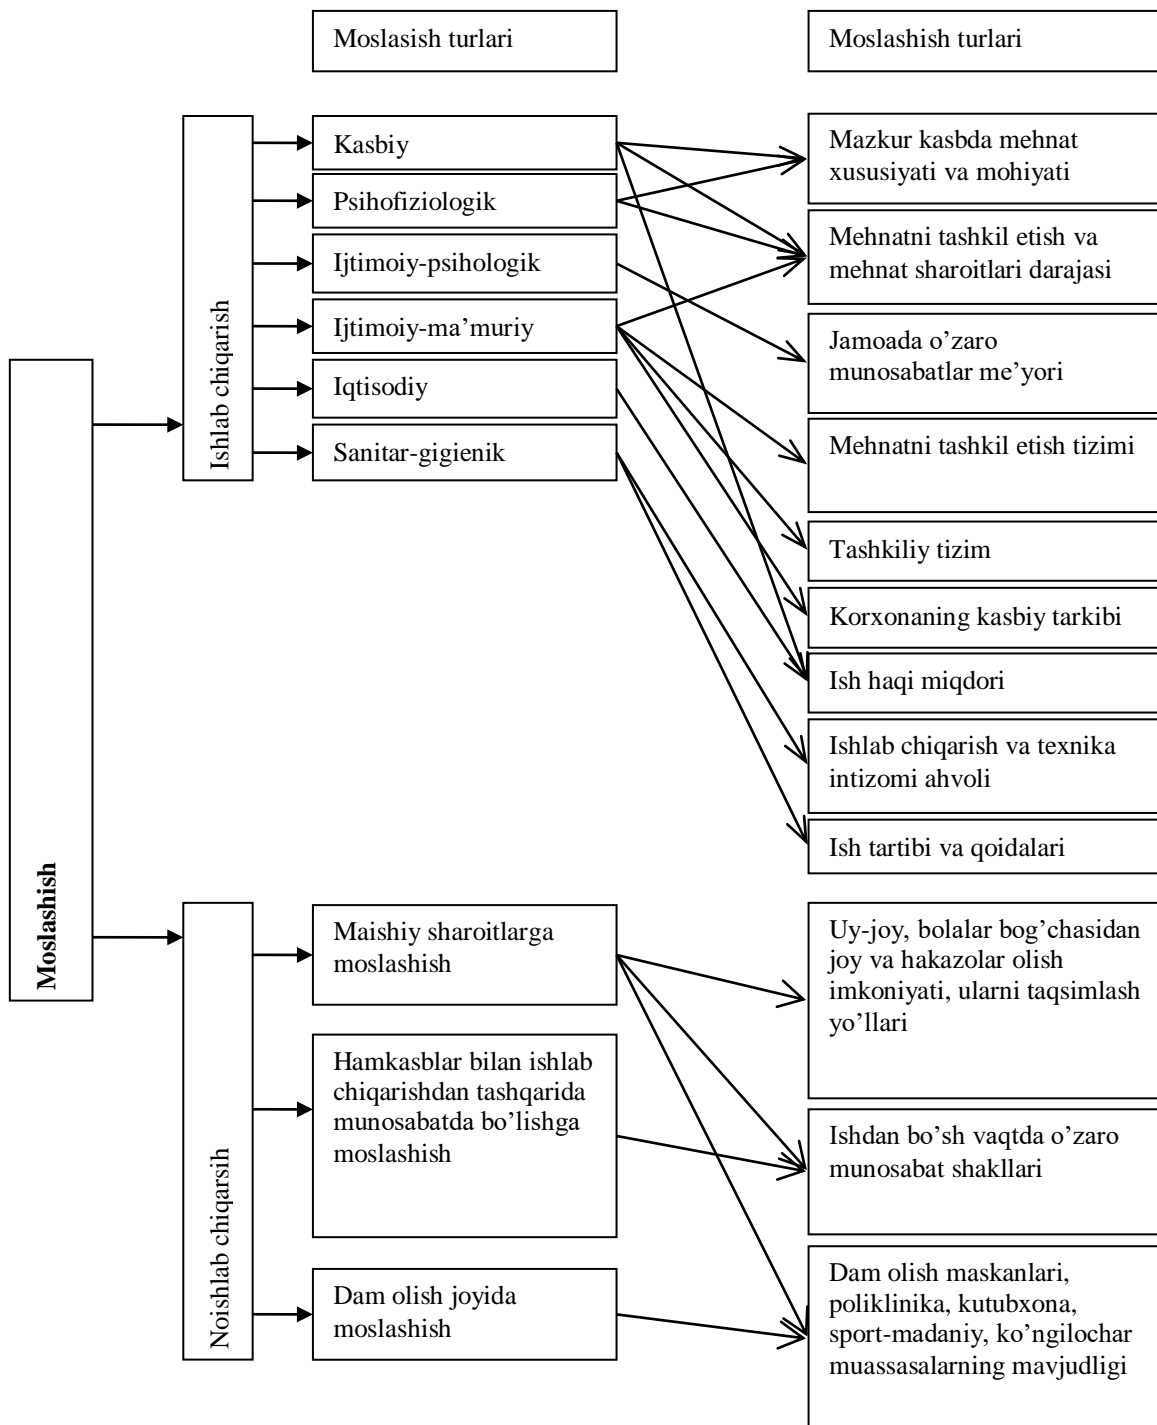 Moslasish turlari
Moslashish turlari
Moslashish
Ishlab chiqarish
Kasbiy
Psihofiziologik
Ijtimoiy-psihologik
Ijtimoiy-ma’muriy
Iqtisodiy
Sanitar-gigienik
Mazkur kasbda mehnat
xususiyati va mohiyati
Mehnatni tashkil etish va
mehnat sharoitlari darajasi
Jamoada o’zaro
munosabatlar me’yori
Mehnatni tashkil etish tizimi
Tashkiliy tizim
Korxonaning kasbiy tarkibi
Ish haqi miqdori
Ishlab chiqarish va texnika
intizomi ahvoli
Ish tartibi va qoidalari
Noishlab chiqarsih
Maishiy sharoitlarga
moslashish
Hamkasblar bilan ishlab
chiqarishdan tashqarida
munosabatda bo’lishga
moslashish
Dam olish joyida
moslashish
Uy-joy, bolalar bog’chasidan
joy va hakazolar olish
imkoniyati, ularni taqsimlash
yo’llari
Ishdan bo’sh vaqtda o’zaro
munosabat shakllari
Dam olish maskanlari,
poliklinika, kutubxona,
sport-madaniy, ko’ngilochar
muassasalarning mavjudligi